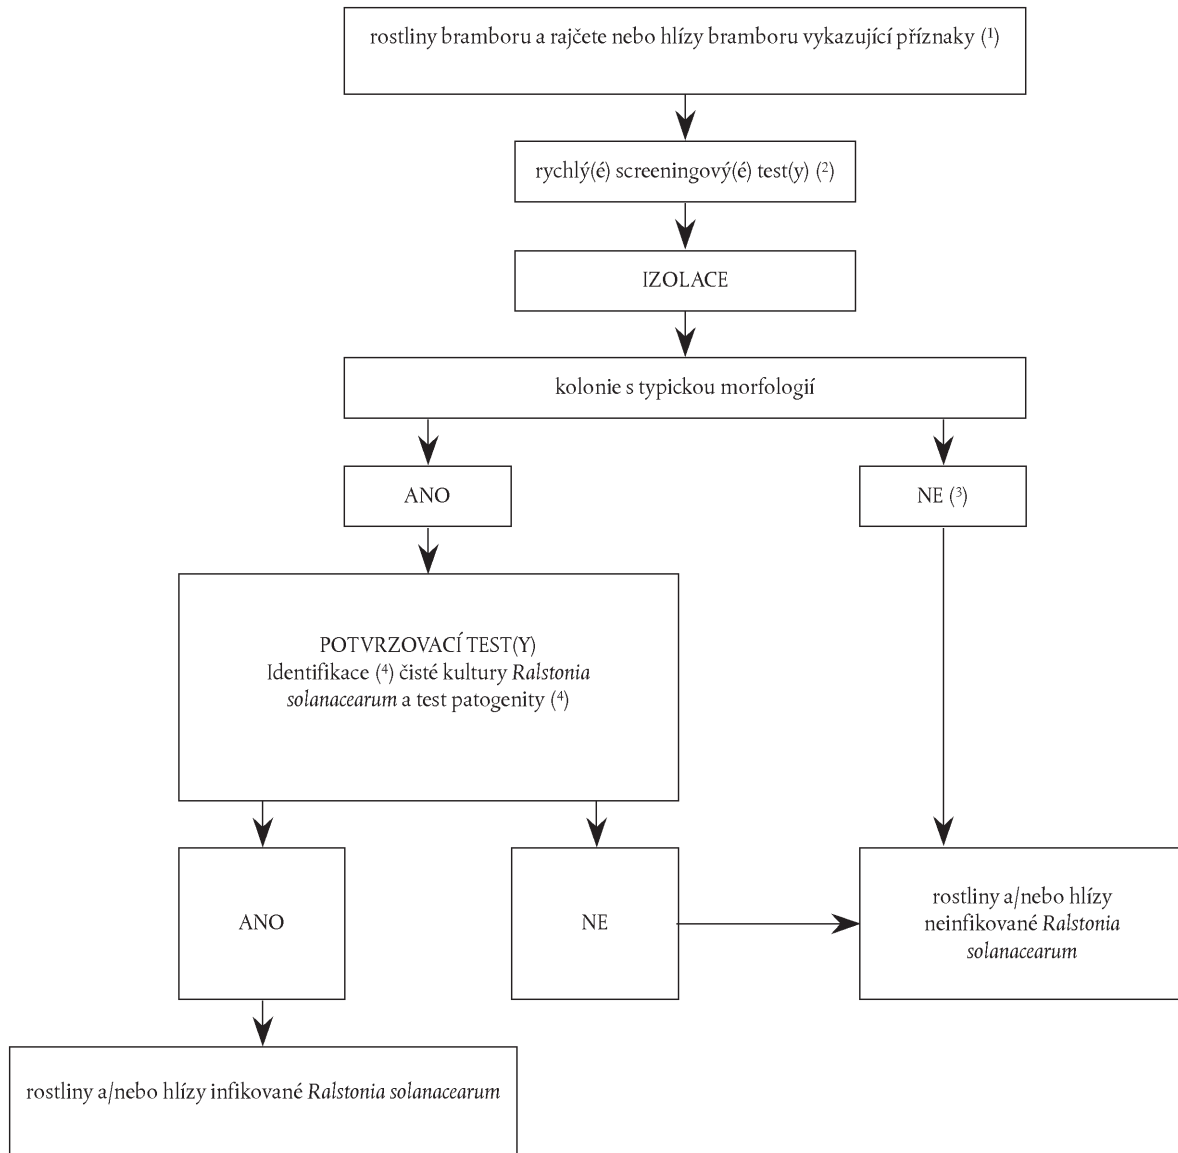 rostliny bramboru a rajčete nebo hlízy bramboru vykazující příznaky (¹)
rychlý(é) screeningový(é) test(y) (²)
IZOLACE
kolonie s typickou morfologií
ANO
NE (³)
POTVRZOVACÍ TEST(Y)
Identifikace (⁴) čisté kultury Ralstonia
solanacearum a test patogenity (⁴)
ANO
NE
rostliny a/nebo hlízy
neinfikované Ralstonia
solanacearum
rostliny a/nebo hlízy infikované Ralstonia solanacearum